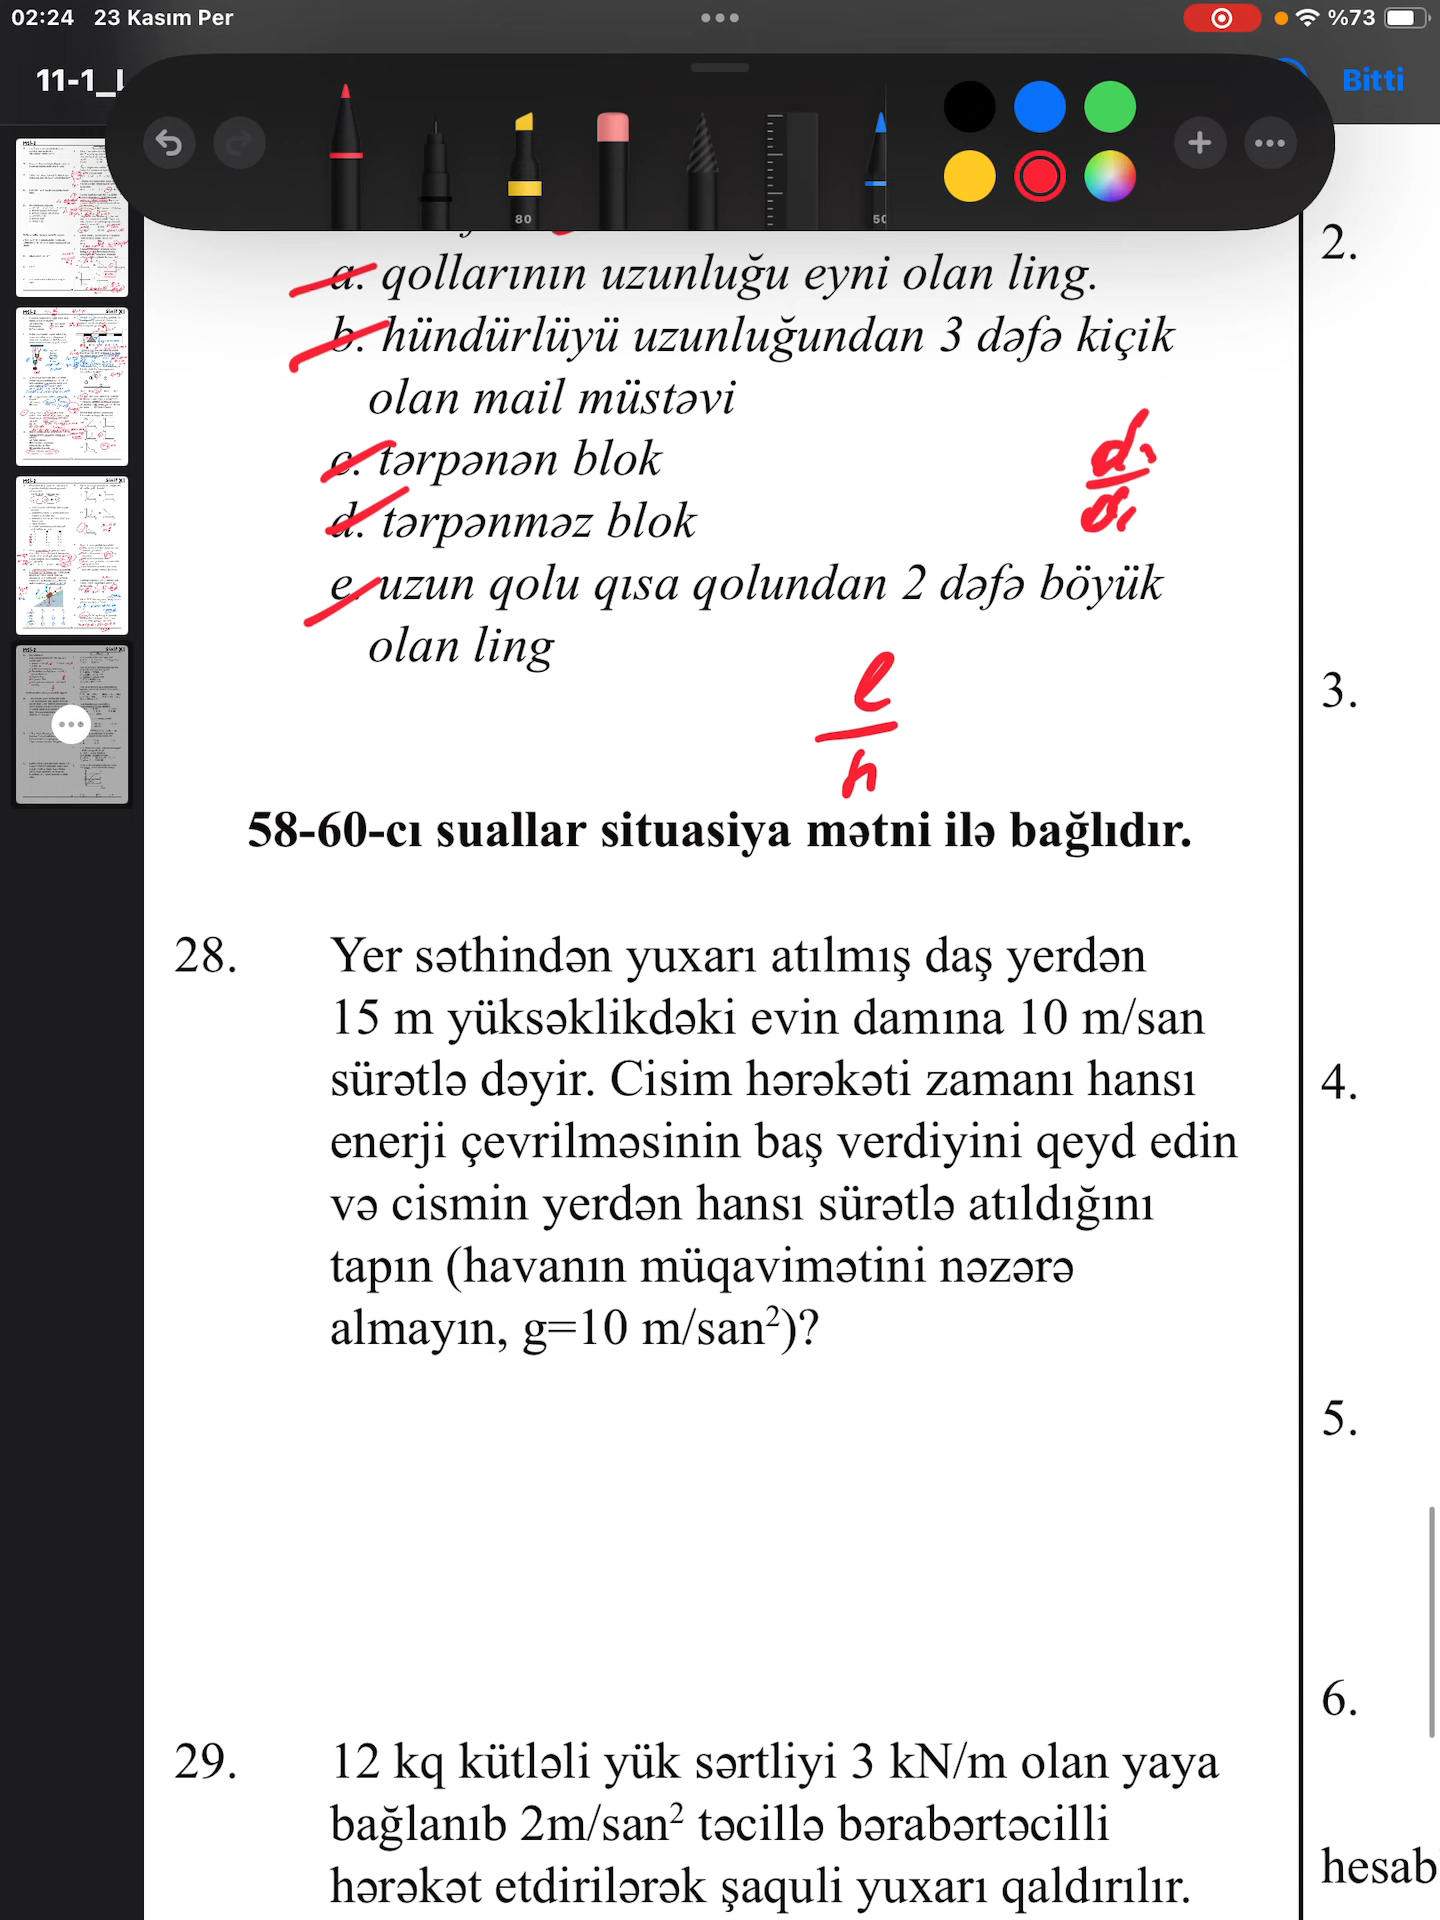 02:24 23 Kasım Per
%73
11-1_
Bitti
80
50
a. qollarının uzunluğu eyni olan ling.
b. hündürlüyü uzunluğundan 3 dəfə kiçik
olan mail müstəvi
c. tərpənən blok
d. tərpənməz blok
e. uzun qolu qısa qolundan 2 dəfə böyük
olan ling
l
h
58-60-cı suallar situasiya mətni ilə bağlıdır.
28. Yer səthindən yuxarı atılmış daş yerdən
15 m yüksəklikdəki evin damına 10 m/san
sürətlə dəyir. Cisim hərəkəti zamanı hansı
enerji çevrilməsinin baş verdiyini qeyd edin
və cismin yerdən hansı sürətlə atıldığını
tapın (havanın müqavimətini nəzərə
almayın, g=10 m/san²)?
29. 12 kq kütləli yük sərtliyi 3 kN/m olan yaya
bağlanıb 2m/san² təcillə bərabərtəcilli
hərəkət etdirilərək şaquli yuxarı qaldırılır.
2.
3.
4.
5.
6.
hesab